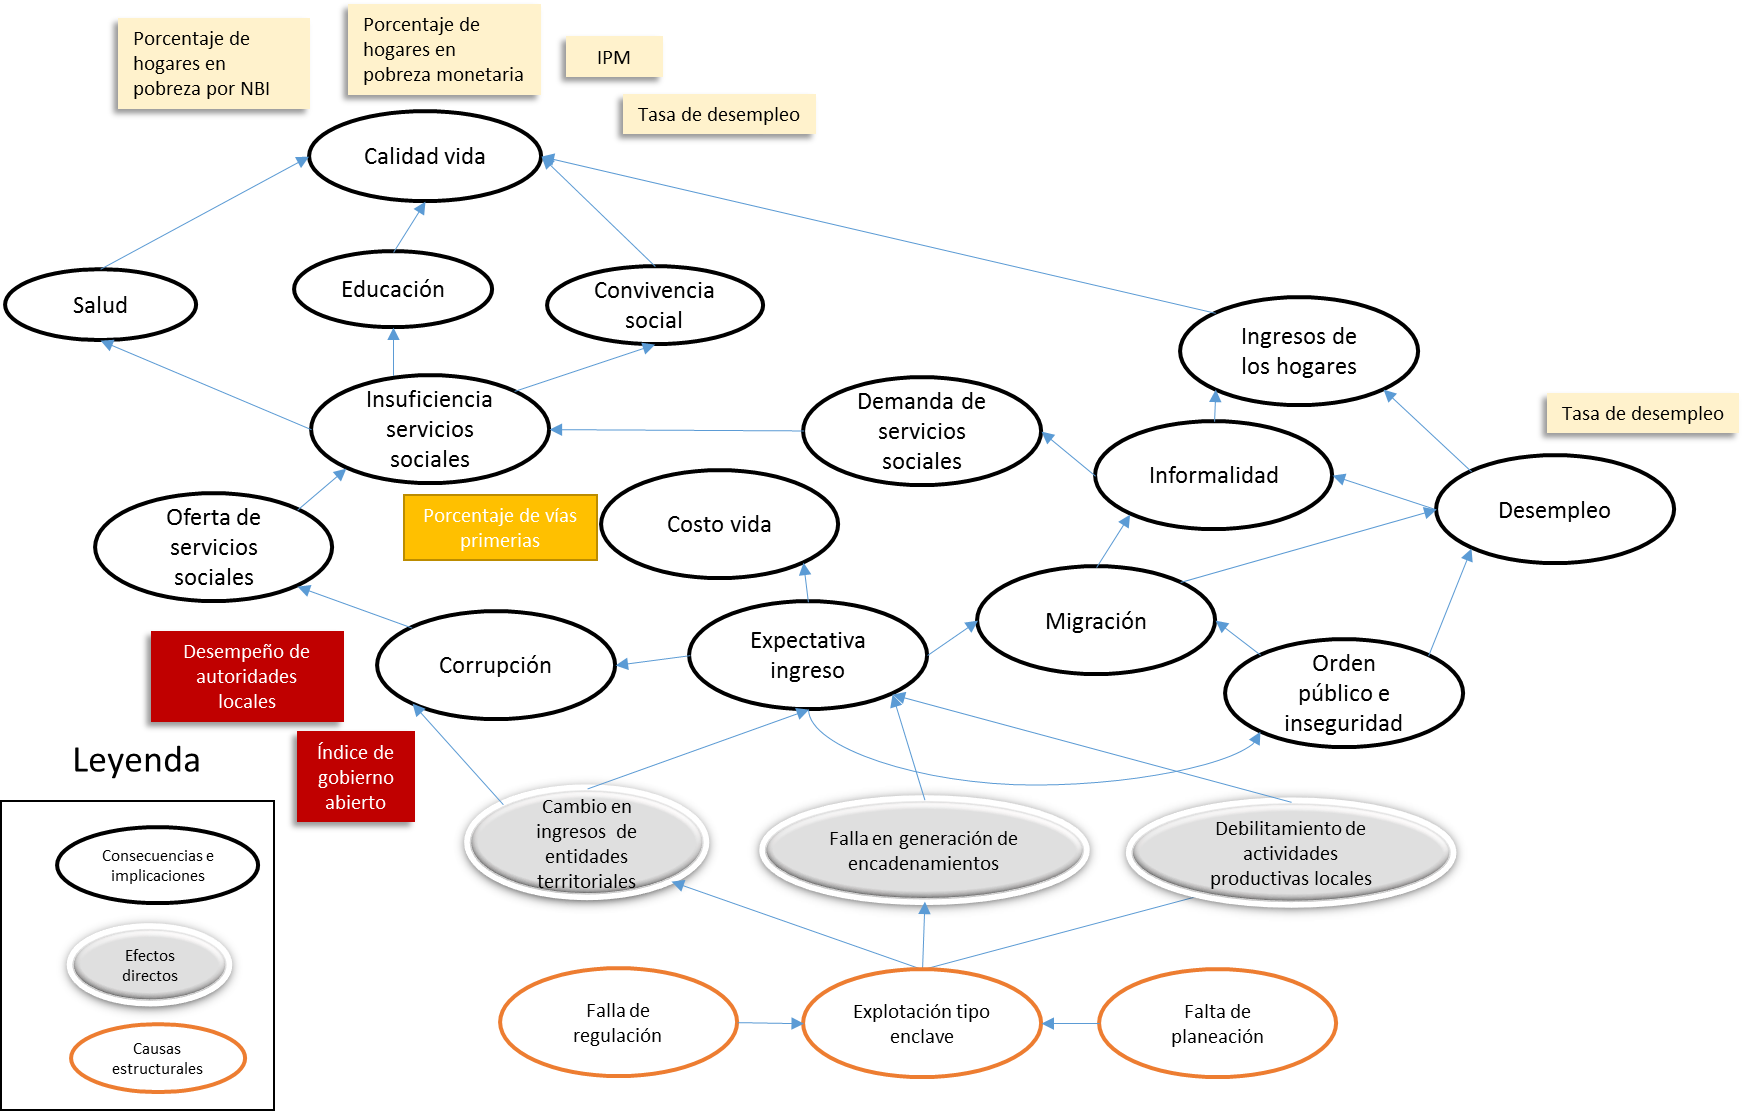 Porcentaje de
hogares en
pobreza por NBI
Porcentaje de
hogares en
pobreza monetaria
IPM
Tasa de desempleo
Calidad vida
Salud
Educación
Convivencia
social
Ingresos de
los hogares
Insuficiencia
servicios
sociales
Demanda de
servicios
sociales
Informalidad
Tasa de desempleo
Desempleo
Oferta de
servicios
sociales
Porcentaje de vías
primerias
Costo vida
Migración
Expectativa
ingreso
Corrupción
Orden
público e
inseguridad
Desempeño de
autoridades
locales
Índice de
gobierno
abierto
Leyenda
Consecuencias e
implicaciones
Efectos
directos
Causas
estructurales
Cambio en
ingresos de
entidades
territoriales
Falla en generación de
encadenamientos
Debilitamiento de
actividades
productivas locales
Falla de
regulación
Explotación tipo
enclave
Falta de
planeación